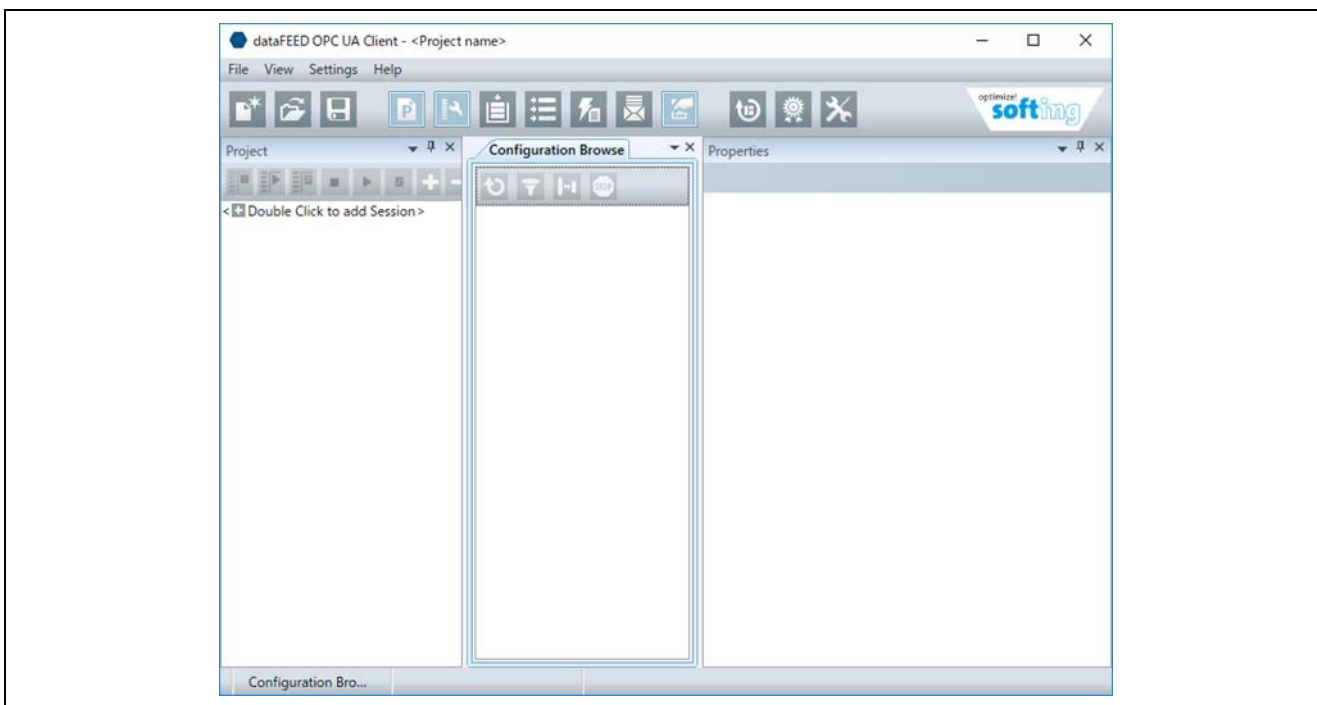 dataFEED OPC UA Client - <Project name>
File View Settings Help
optimize!
softing
Project
Configuration Browse
Properties
STOP
<Double Click to add Session>
Configuration Bro...